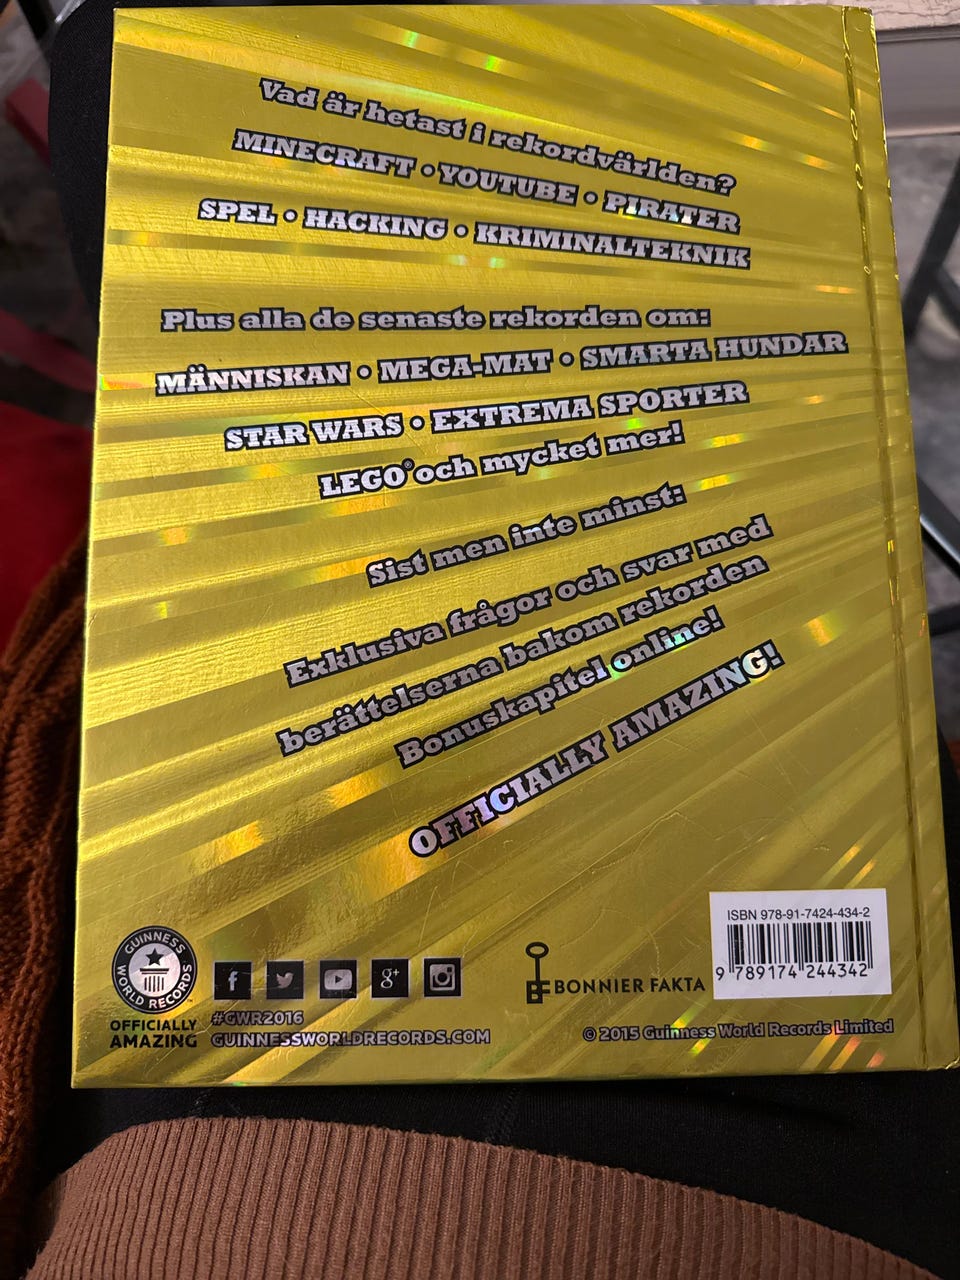 Vad är hetast i rekordvärlden?
MINECRAFT • YOUTUBE • PIRATER
SPEL • HACKING • KRIMINALTEKNIK
Plus alla de senaste rekorden om:
MÄNNISKAN • MEGA-MAT • SMARTA HUNDAR
STAR WARS • EXTREMA SPORTER
LEGO® och mycket mer!
Sist men inte minst:
Exklusiva frågor och svar med
berättelserna bakom rekorden
Bonuskapitel online!
OFFICIALLY AMAZING!
GUINNESS WORLD RECORDS™
OFFICIALLY
AMAZING
f g+
#GWR2016
GUINNESSWORLDRECORDS.COM
BONNIER FAKTA
ISBN 978-91-7424-434-2
9 789174 244342
© 2015 Guinness World Records Limited